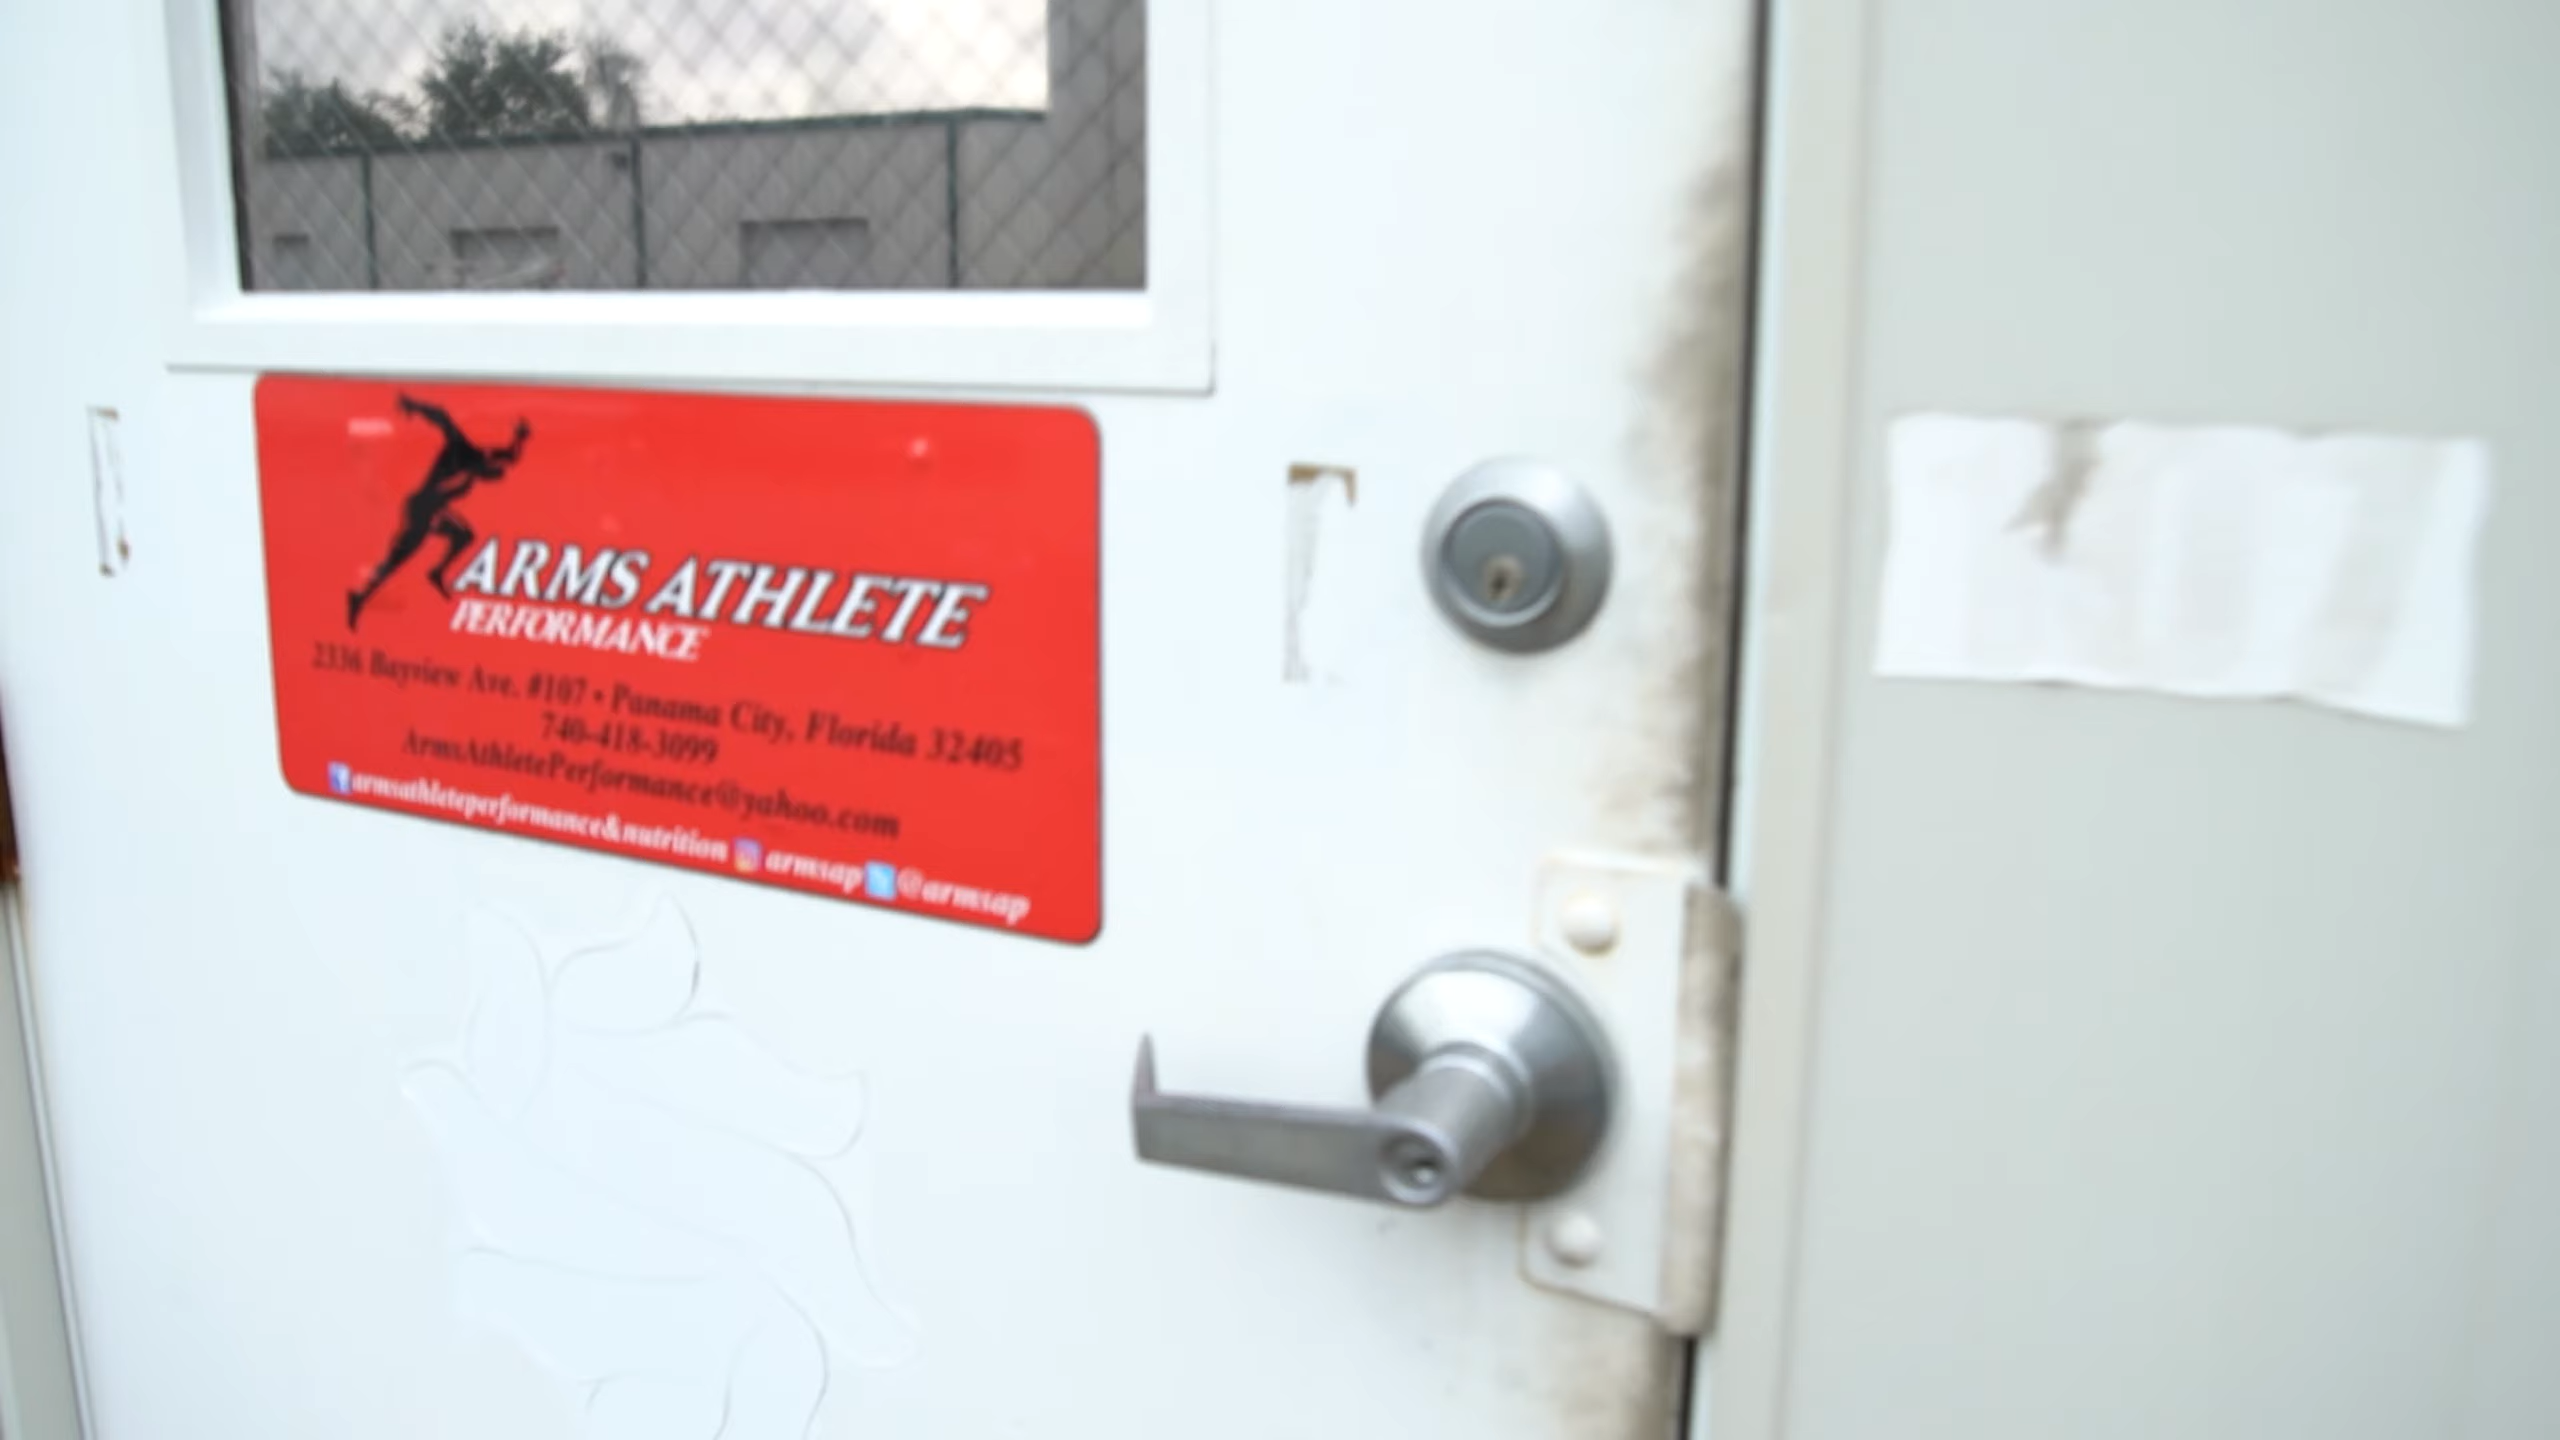 ARMS ATHLETE
PERFORMANCE
2336 Bayview Ave. #107 • Panama City, Florida 32405
740-418-3099
ArmsAthletePerformance@yahoo.com
armsathleteperformance&nutrition armsap @armsap